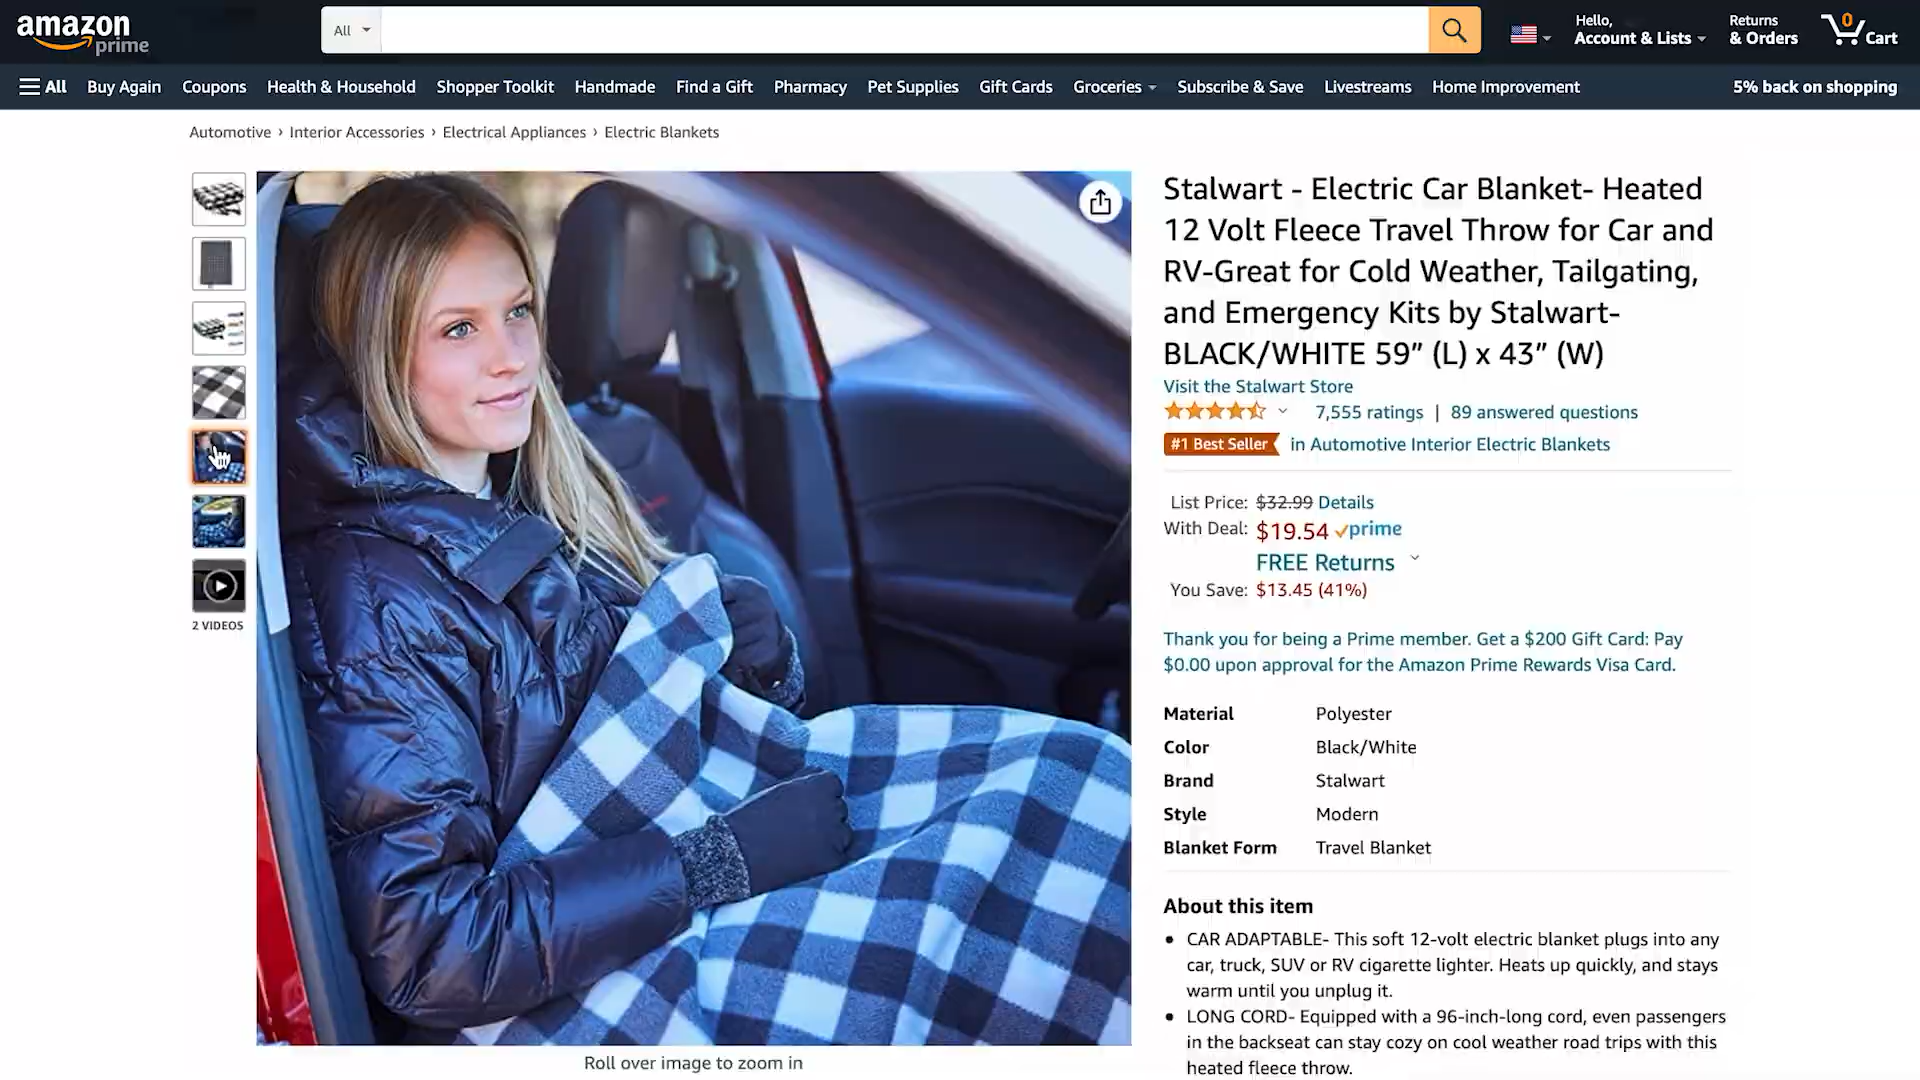 amazon
prime
All
Hello,
Account & Lists
Returns
& Orders
0
Cart
All
Buy Again
Coupons
Health & Household
Shopper Toolkit
Handmade
Find a Gift
Pharmacy
Pet Supplies
Gift Cards
Groceries
Subscribe & Save
Livestreams
Home Improvement
5% back on shopping
Automotive › Interior Accessories › Electrical Appliances › Electric Blankets
Stalwart - Electric Car Blanket- Heated
12 Volt Fleece Travel Throw for Car and
RV-Great for Cold Weather, Tailgating,
and Emergency Kits by Stalwart-
BLACK/WHITE 59” (L) x 43” (W)
Visit the Stalwart Store
7,555 ratings | 89 answered questions
#1 Best Seller in Automotive Interior Electric Blankets
List Price: $32.99 Details
With Deal: $19.54 prime
FREE Returns
You Save: $13.45 (41%)
Thank you for being a Prime member. Get a $200 Gift Card: Pay
$0.00 upon approval for the Amazon Prime Rewards Visa Card.
Material Polyester
Color Black/White
Brand Stalwart
Style Modern
Blanket Form Travel Blanket
About this item
• CAR ADAPTABLE- This soft 12-volt electric blanket plugs into any
car, truck, SUV or RV cigarette lighter. Heats up quickly, and stays
warm until you unplug it.
• LONG CORD- Equipped with a 96-inch-long cord, even passengers
in the backseat can stay cozy on cool weather road trips with this
heated fleece throw.
2 VIDEOS
Roll over image to zoom in